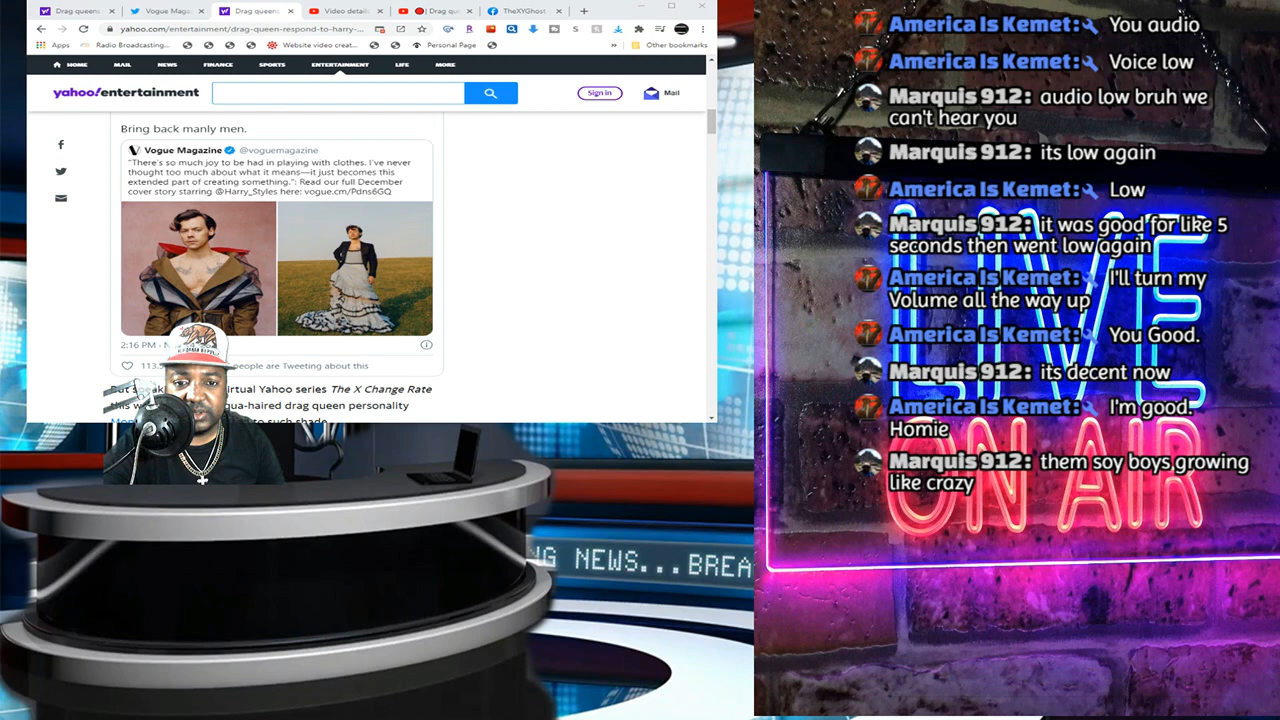 Drag queens
Vogue Maga
Drag queens
Video details
Drag qu
TheXYGhost
yahoo.com/entertainment/drag-queen-respond-to-harry-...
Apps
Radio Broadcasting...
Website video creat...
Personal Page
Other bookmarks
HOME
MAIL
NEWS
FINANCE
SPORTS
ENTERTAINMENT
LIFE
MORE
yahoo!entertainment
Sign in
Mail
Bring back manly men.
Vogue Magazine @voguemagazine
"There's so much joy to be had in playing with clothes. I've never
thought too much about what it means—it just becomes this
extended part of creating something.": Read our full December
cover story starring @Harry_Styles here: vogue.cm/Pdns6GQ
2:16 PM
people are Tweeting about this
virtual Yahoo series The X Change Rate
qua-haired drag queen personality
to such shade
NEWS...BREA
LIVE
ON AIR
America Is Kemet: You audio
America Is Kemet: Voice low
Marquis 912: audio low bruh we
can't hear you
Marquis 912: its low again
America Is Kemet: Low
Marquis 912: it was good for like 5
seconds then went low again
America Is Kemet: I'll turn my
Volume all the way up
America Is Kemet: You Good.
Marquis 912: its decent now
America Is Kemet: I'm good.
Homie
Marquis 912: them soy boys growing
like crazy